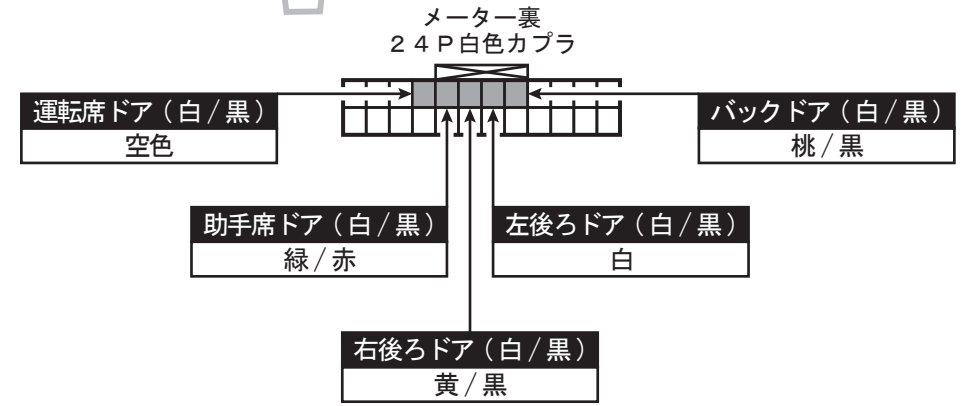 メーター裏
２４Ｐ白色カプラ
運転席ドア（白/黒）
空色
バックドア（白/黒）
桃/黒
助手席ドア（白/黒）
緑/赤
左後ろドア（白/黒）
白
右後ろドア（白/黒）
黄/黒